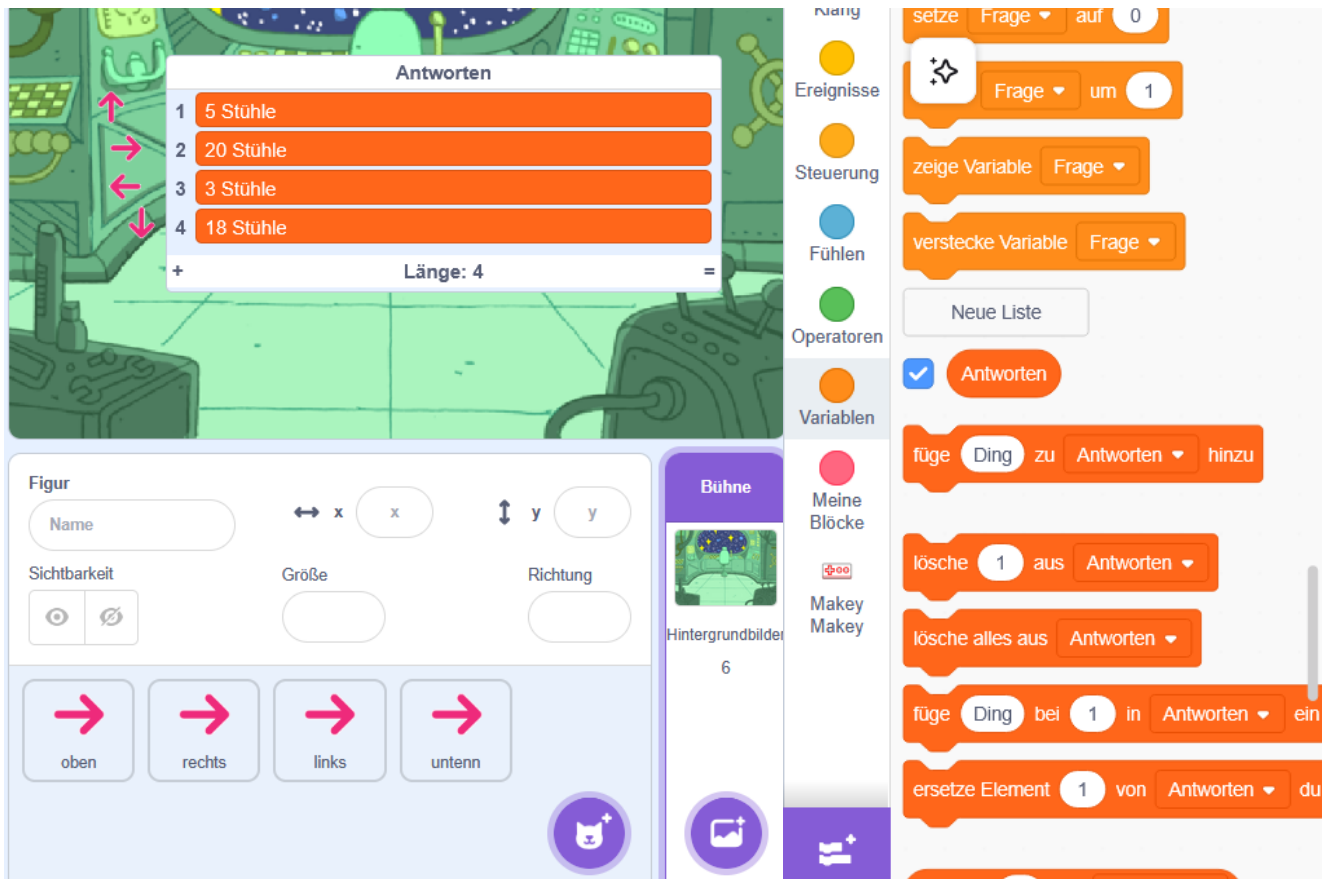 Antworten
1 5 Stühle
2 20 Stühle
3 3 Stühle
4 18 Stühle
+ Länge: 4 =
Figur
Name
x x
y y
Sichtbarkeit
Größe
Richtung
oben
rechts
links
untenn
Bühne
Hintergrundbilder
6
Klang
Ereignisse
Steuerung
Fühlen
Operatoren
Variablen
Meine
Blöcke
Makey
Makey
setze Frage auf 0
Frage um 1
zeige Variable Frage
verstecke Variable Frage
Neue Liste
Antworten
füge Ding zu Antworten hinzu
lösche 1 aus Antworten
lösche alles aus Antworten
füge Ding bei 1 in Antworten ein
ersetze Element 1 von Antworten du